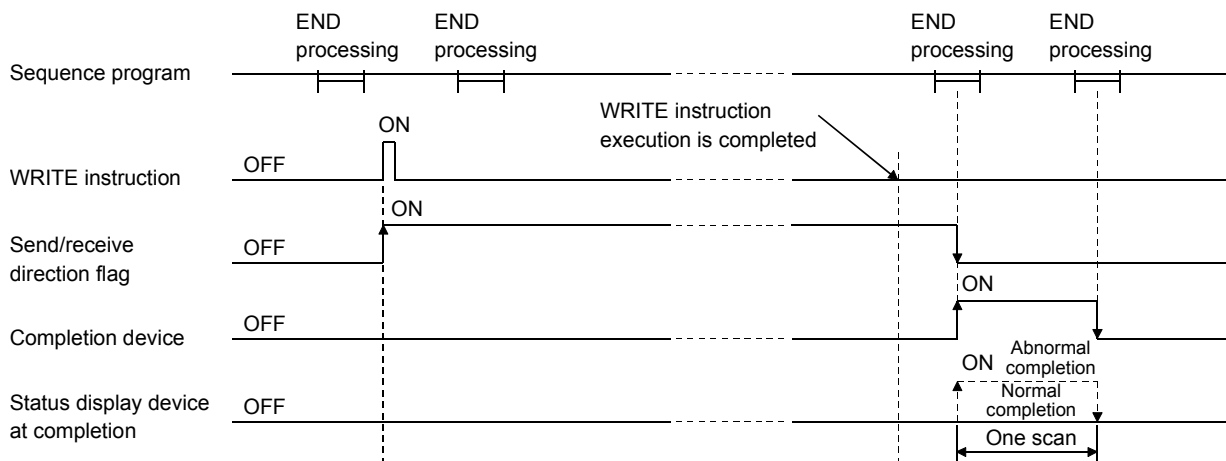 END
processing
END
processing
END
processing
END
processing
Sequence program
WRITE instruction
execution is completed
ON
OFF
WRITE instruction
ON
Send/receive
direction flag
OFF
ON
OFF
Completion device
ON
Abnormal
completion
Status display device
at completion
OFF
Normal
completion
One scan